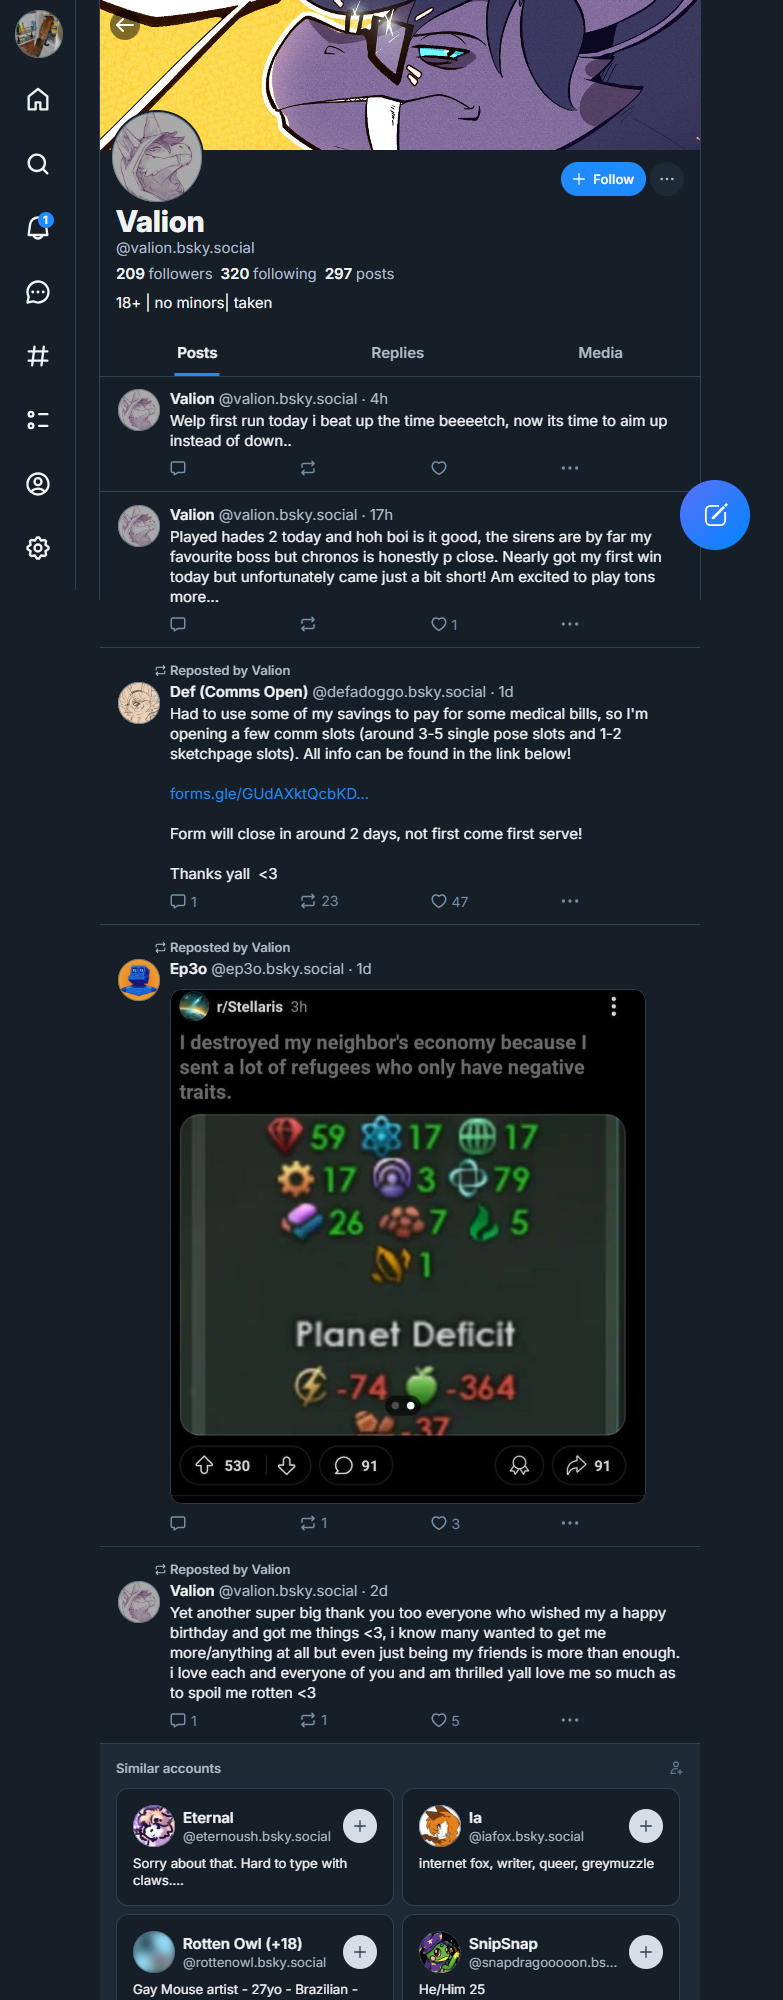 Follow
Valion
@valion.bsky.social
209 followers 320 following 297 posts
18+ | no minors| taken
1
Posts Replies Media
Valion @valion.bsky.social · 4h
Welp first run today i beat up the time beeeetch, now its time to aim up
instead of down..
Valion @valion.bsky.social · 17h
Played hades 2 today and hoh boi is it good, the sirens are by far my
favourite boss but chronos is honestly p close. Nearly got my first win
today but unfortunately came just a bit short! Am excited to play tons
more...
1
Reposted by Valion
Def (Comms Open) @defadoggo.bsky.social · 1d
Had to use some of my savings to pay for some medical bills, so I'm
opening a few comm slots (around 3-5 single pose slots and 1-2
sketchpage slots). All info can be found in the link below!
forms.gle/GUdAXktQcbKD...
Form will close in around 2 days, not first come first serve!
Thanks yall <3
1 23 47
Reposted by Valion
Ep3o @ep3o.bsky.social · 1d
r/Stellaris 3h
I destroyed my neighbor's economy because I
sent a lot of refugees who only have negative
traits.
59 17 17
17 3 79
26 7 5
1
Planet Deficit
-74 -364
-37
530 91 91
1 3
Reposted by Valion
Valion @valion.bsky.social · 2d
Yet another super big thank you too everyone who wished my a happy
birthday and got me things <3, i know many wanted to get me
more/anything at all but even just being my friends is more than enough.
i love each and everyone of you and am thrilled yall love me so much as
to spoil me rotten <3
1 1 5
Similar accounts
Eternal
@eternoush.bsky.social
Sorry about that. Hard to type with
claws....
Ia
@iafox.bsky.social
internet fox, writer, queer, greymuzzle
Rotten Owl (+18)
@rottenowl.bsky.social
Gay Mouse artist - 27yo - Brazilian -
SnipSnap
@snapdragooooon.bs...
He/Him 25